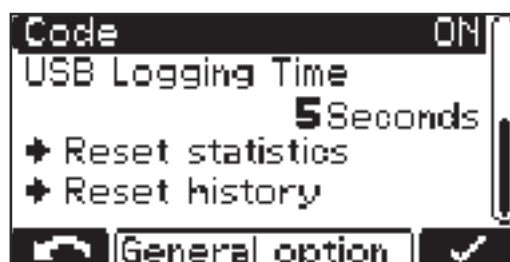 Code ON
USB Logging Time
5 Seconds
Reset statistics
Reset history
General option